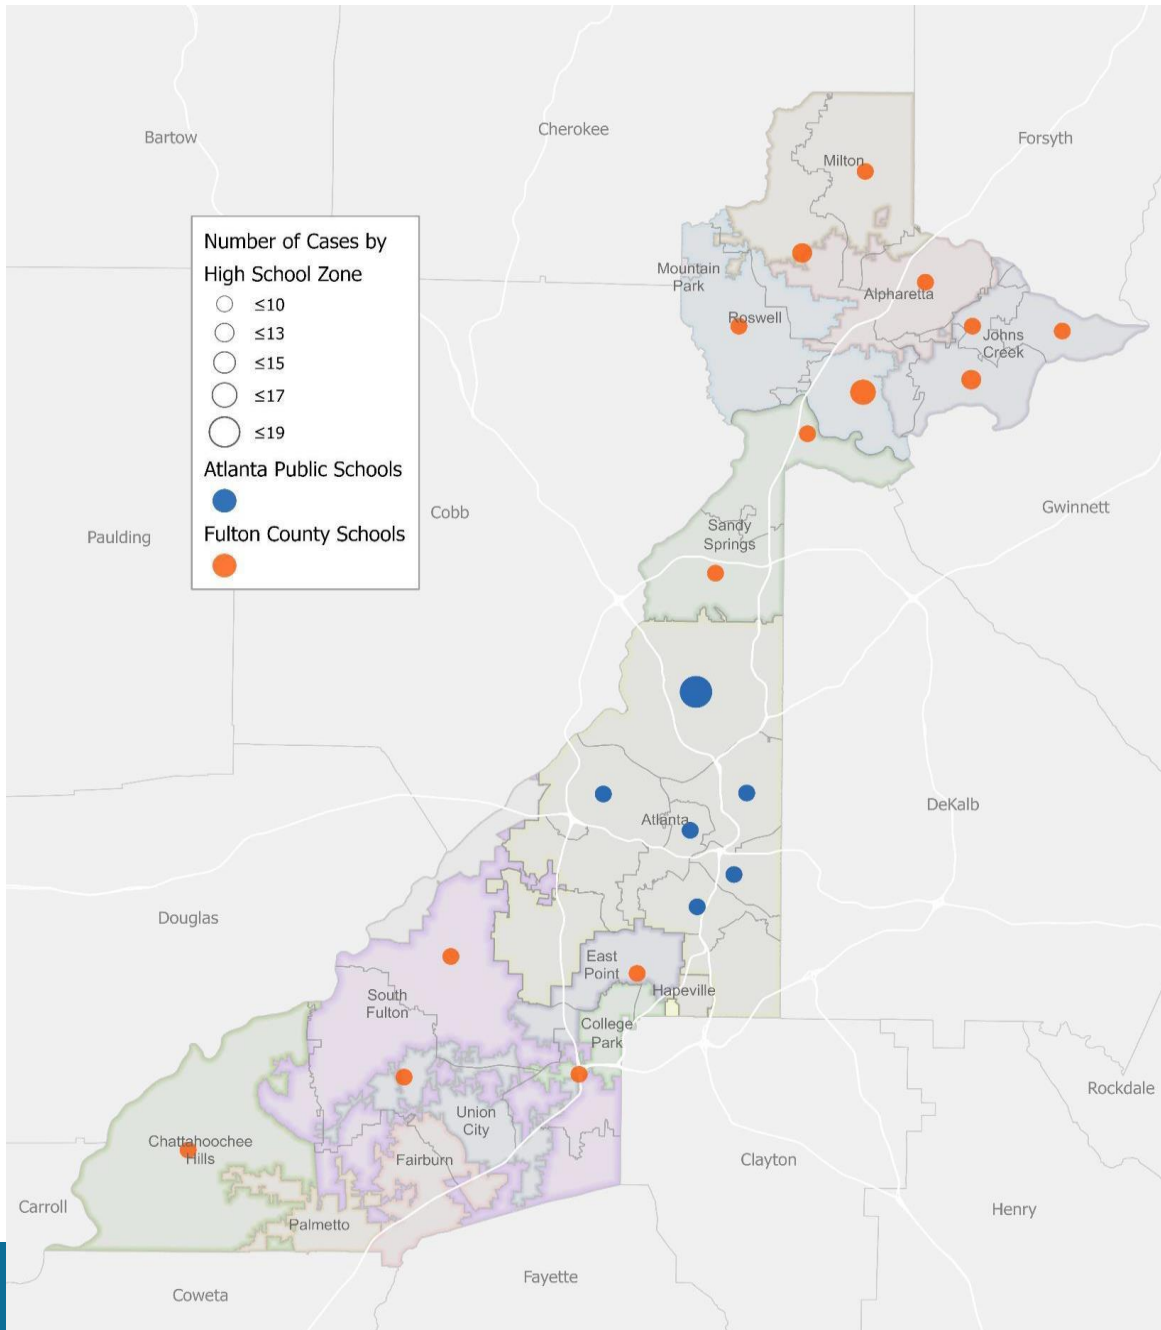 Bartow
Cherokee
Forsyth
Milton
Number of Cases by
High School Zone
≤10
≤13
≤15
≤17
≤19
Atlanta Public Schools
Fulton County Schools
Mountain
Park
Alpharetta
Roswell
Johns
Creek
Paulding
Cobb
Sandy
Springs
Gwinnett
Atlanta
DeKalb
Douglas
East
Point
Hapeville
South
Fulton
College
Park
Rockdale
Union
City
Chattahoochee
Hills
Fairburn
Clayton
Carroll
Palmetto
Henry
Fayette
Coweta